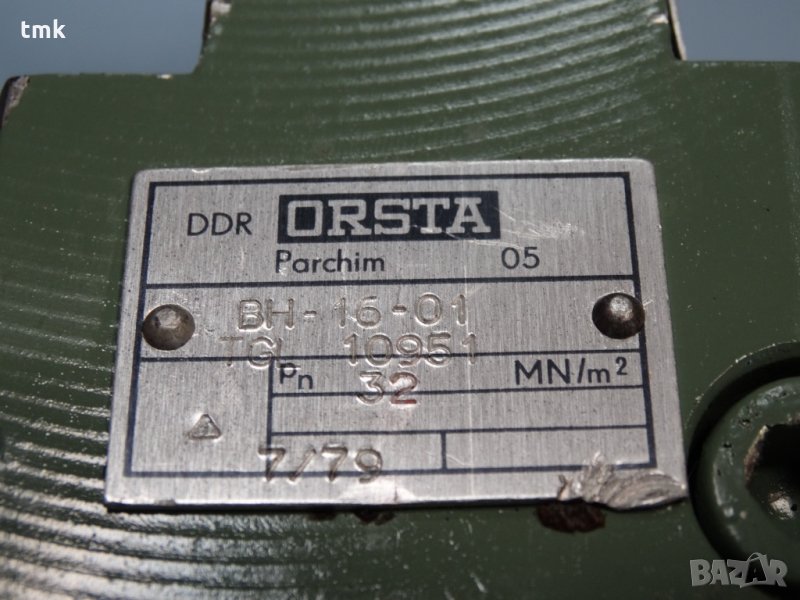 tmk
DDR ORSTA
Parchim 05
BH-16-01
TGL 10951
pn 32 MN/m²
7/79
BAZAR